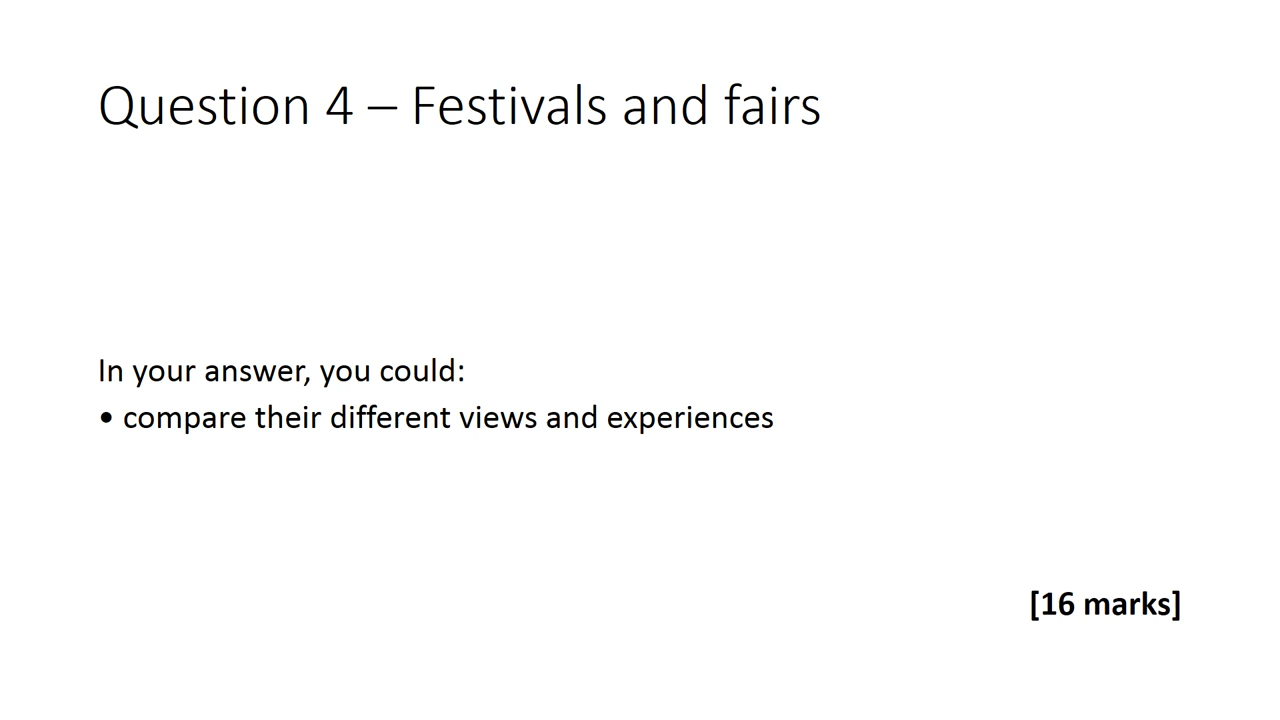 Question 4 – Festivals and fairs
In your answer, you could:
• compare their different views and experiences
[16 marks]